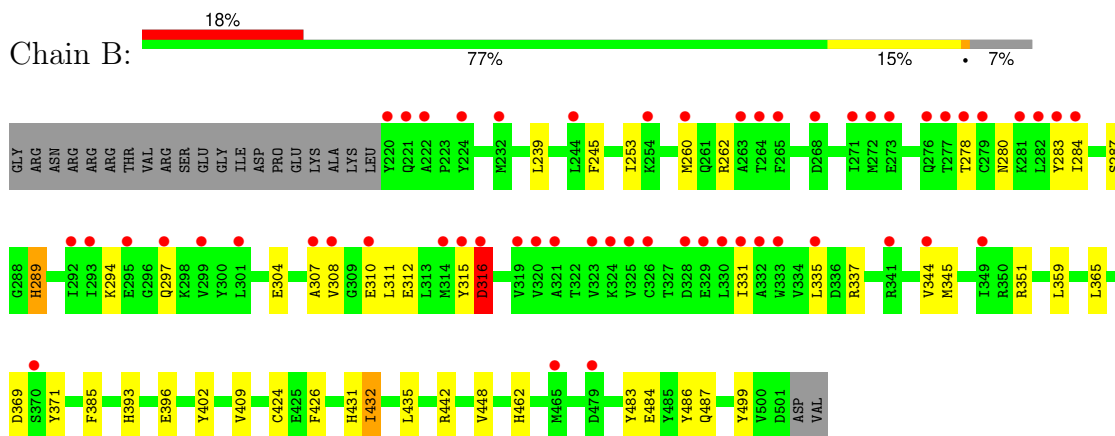 18%
Chain B:
77% 15% • 7%
GLY ARG ASN ARG ARG ARG THR VAL ARG SER GLU GLY ILE ASP PRO GLU LYS ALA LYS LEU Y220 Q221 A222 P223 Y224 M232 L239 L244 F245 I253 K254 M260 Q261 R262 A263 T264 F265 D268 I271 M272 E273 Q276 T277 T278 C279 N280 K281 L282 Y283 I284 S287
G288 H289 I292 I293 K294 E295 G296 Q297 K298 V299 Y300 L301 E304 A307 V308 G309 E310 L311 E312 L313 M314 Y315 D316 V319 V320 A321 T322 V323 K324 V325 C326 T327 D328 E329 L330 I331 A332 W333 V334 L335 D336 R337 R341 V344 M345 I349 R350 R351 L359 L365
D369 S370 Y371 F385 H393 E396 Y402 V409 C424 E425 F426 H431 I432 L435 R442 V448 H462 M465 D479 Y483 E484 Y485 Y486 Q487 Y499 V500 D501 ASP VAL